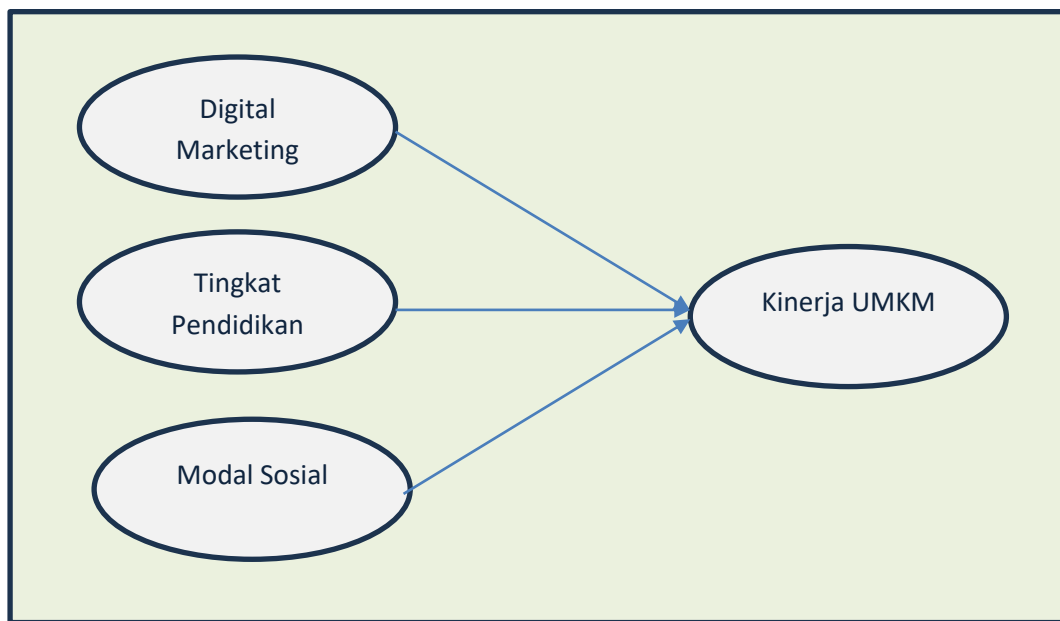 Digital
Marketing
Tingkat
Pendidikan
Kinerja UMKM
Modal Sosial